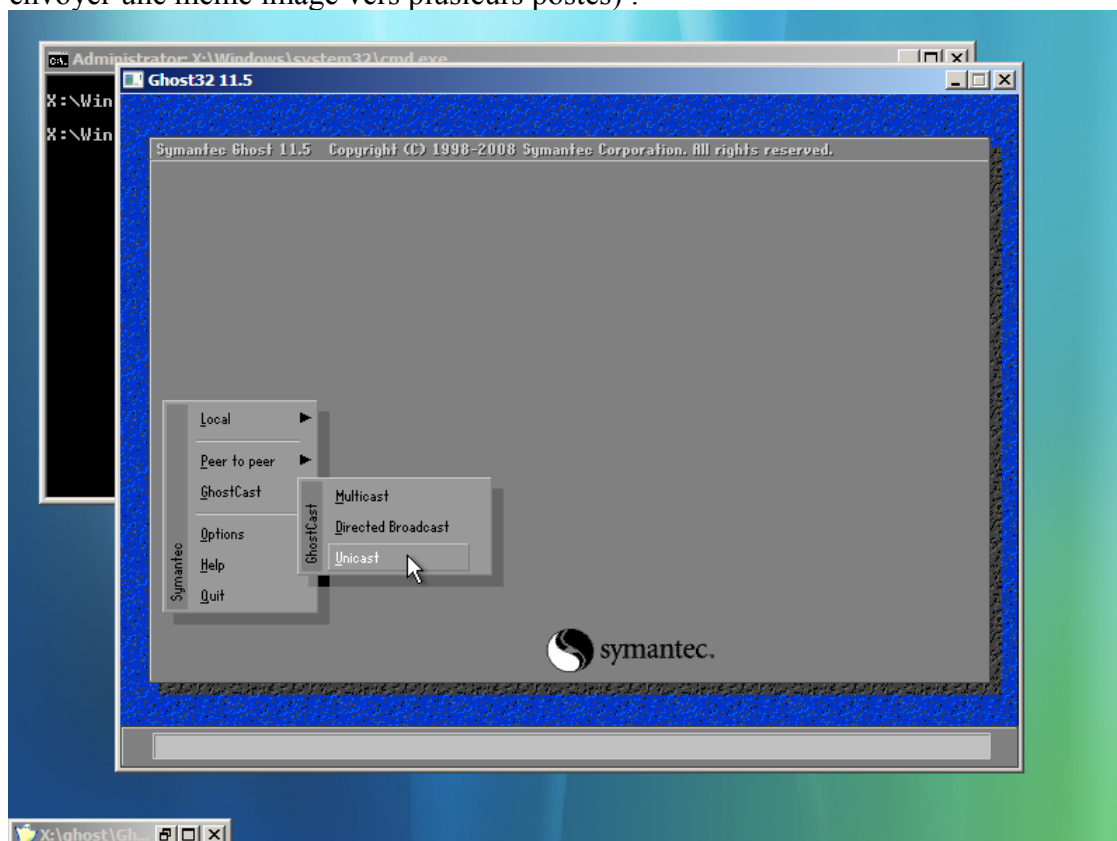 envoyer une même image vers plusieurs postes) :
Administrator: X:\Windows\system32\cmd.exe
Ghost32 11.5
X:\Win
X:\Win
Symantec Ghost 11.5 Copyright (C) 1998-2008 Symantec Corporation. All rights reserved.
Local
Peer to peer
GhostCast
Options
Help
Quit
Symantec
Multicast
Directed Broadcast
Unicast
GhostCast
symantec.
X:\ghost\Gh...